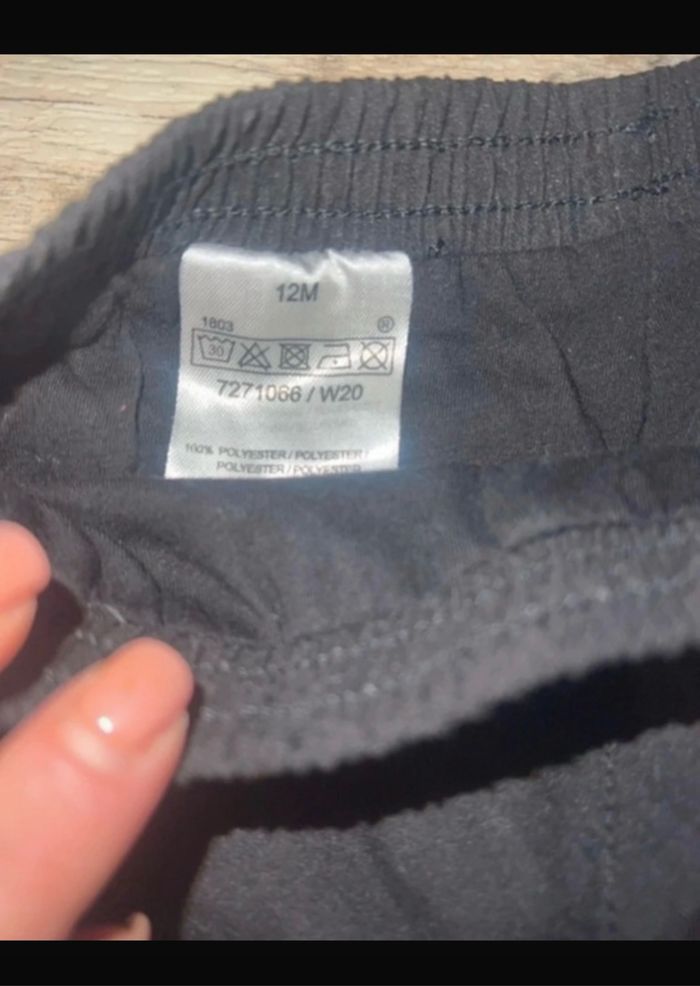 12M
1803 ®
30
7271066 / W20
100% POLYESTER / POLYESTER /
POLYESTER / POLYESTER